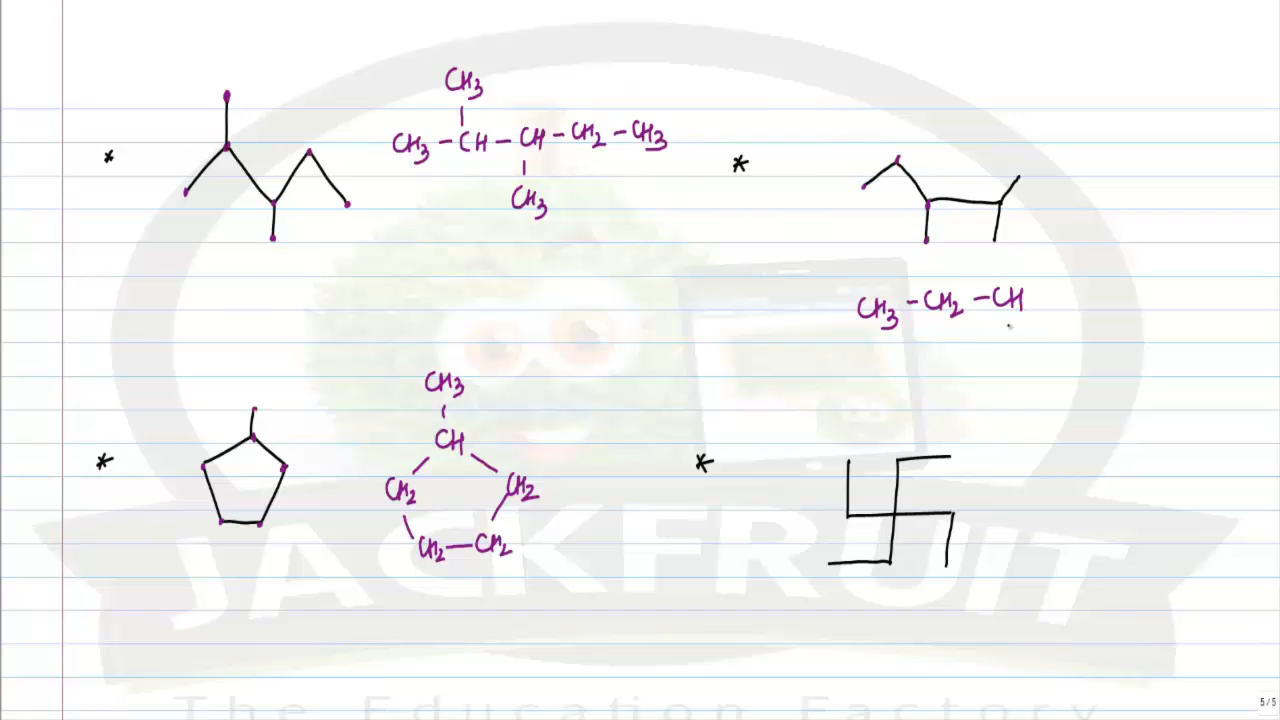 CH3
CH3 - CH - CH - CH2 - CH3
CH3
*
*
CH3 - CH2 - CH
CH3
CH
*
*
CH2
CH2
CH2 - CH2
JACKFRUIT
The Education Factory
5/5